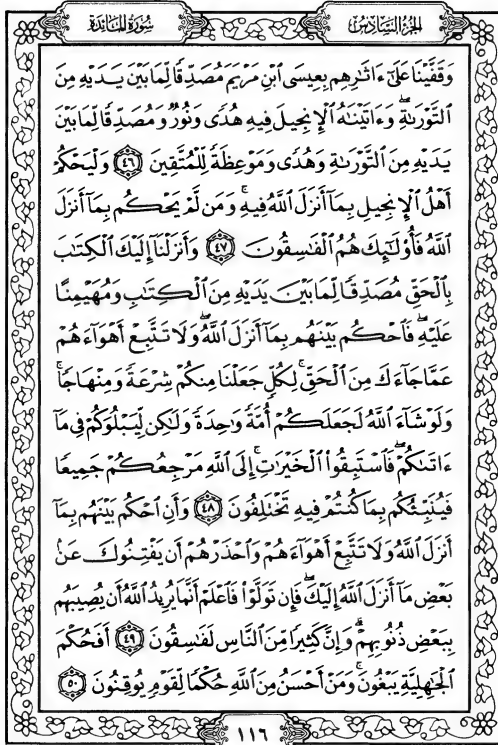 الجزء السادس
سورة المائدة
وَقَفَّيْنَا عَلَىٰٓ ءَاثَٰرِهِم بِعِيسَى ٱبْنِ مَرْيَمَ مُصَدِّقًا لِّمَا بَيْنَ يَدَيْهِ مِنَ
ٱلتَّوْرَىٰةِۖ وَءَاتَيْنَٰهُ ٱلْإِنجِيلَ فِيهِ هُدًى وَنُورٌ وَمُصَدِّقًا لِّمَا بَيْنَ
يَدَيْهِ مِنَ ٱلتَّوْرَىٰةِ وَهُدًى وَمَوْعِظَةً لِّلْمُتَّقِينَ ٤٦ وَلْيَحْكُمْ
أَهْلُ ٱلْإِنجِيلِ بِمَآ أَنزَلَ ٱللَّهُ فِيهِۚ وَمَن لَّمْ يَحْكُم بِمَآ أَنزَلَ
ٱللَّهُ فَأُو۟لَٰٓئِكَ هُمُ ٱلْفَٰسِقُونَ ٤٧ وَأَنزَلْنَآ إِلَيْكَ ٱلْكِتَٰبَ
بِٱلْحَقِّ مُصَدِّقًا لِّمَا بَيْنَ يَدَيْهِ مِنَ ٱلْكِتَٰبِ وَمُهَيْمِنًا
عَلَيْهِۖ فَٱحْكُم بَيْنَهُم بِمَآ أَنزَلَ ٱللَّهُۖ وَلَا تَتَّبِعْ أَهْوَآءَهُمْ
عَمَّا جَآءَكَ مِنَ ٱلْحَقِّۚ لِكُلٍّ جَعَلْنَا مِنكُمْ شِرْعَةً وَمِنْهَاجًاۚ
وَلَوْ شَآءَ ٱللَّهُ لَجَعَلَكُمْ أُمَّةً وَٰحِدَةً وَلَٰكِن لِّيَبْلُوَكُمْ فِى مَآ
ءَاتَىٰكُمْۖ فَٱسْتَبِقُوا۟ ٱلْخَيْرَٰتِۚ إِلَى ٱللَّهِ مَرْجِعُكُمْ جَمِيعًا
فَيُنَبِّئُكُم بِمَا كُنتُمْ فِيهِ تَخْتَلِفُونَ ٤٨ وَأَنِ ٱحْكُم بَيْنَهُم بِمَآ
أَنزَلَ ٱللَّهُ وَلَا تَتَّبِعْ أَهْوَآءَهُمْ وَٱحْذَرْهُمْ أَن يَفْتِنُوكَ عَنۢ
بَعْضِ مَآ أَنزَلَ ٱللَّهُ إِلَيْكَۖ فَإِن تَوَلَّوْا۟ فَٱعْلَمْ أَنَّمَا يُرِيدُ ٱللَّهُ أَن يُصِيبَهُم
بِبَعْضِ ذُنُوبِهِمْۗ وَإِنَّ كَثِيرًا مِّنَ ٱلنَّاسِ لَفَٰسِقُونَ ٤٩ أَفَحُكْمَ
ٱلْجَٰهِلِيَّةِ يَبْغُونَۚ وَمَنْ أَحْسَنُ مِنَ ٱللَّهِ حُكْمًا لِّقَوْمٍ يُوقِنُونَ ٥٠
١١٦